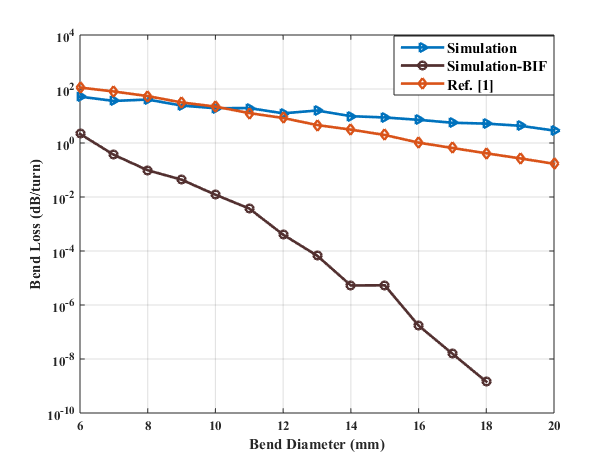 Simulation
Simulation-BIF
Ref. [1]
Bend Loss (dB/turn)
10^4
10^2
10^0
10^-2
10^-4
10^-6
10^-8
10^-10
6 8 10 12 14 16 18 20
Bend Diameter (mm)